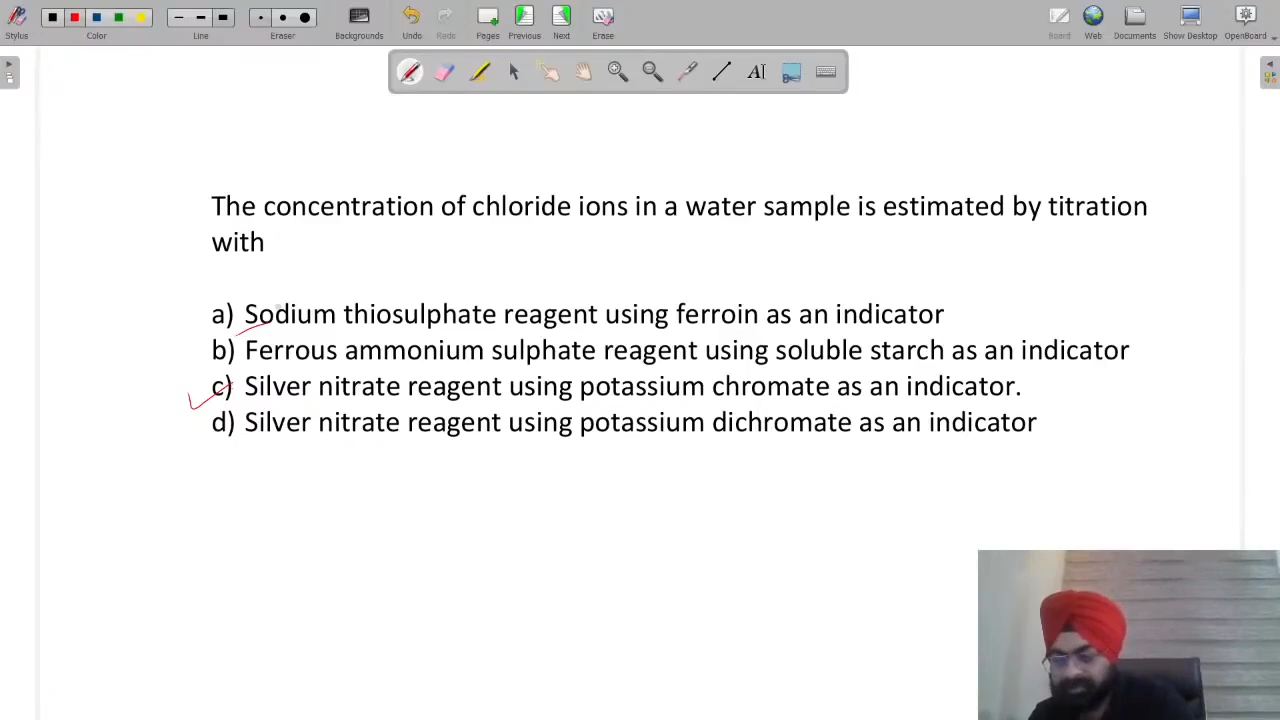 Stylus Color Line Eraser Backgrounds Undo Redo Pages Previous Next Erase Board Web Documents Show Desktop OpenBoard
The concentration of chloride ions in a water sample is estimated by titration
with
a) Sodium thiosulphate reagent using ferroin as an indicator
b) Ferrous ammonium sulphate reagent using soluble starch as an indicator
c) Silver nitrate reagent using potassium chromate as an indicator.
d) Silver nitrate reagent using potassium dichromate as an indicator